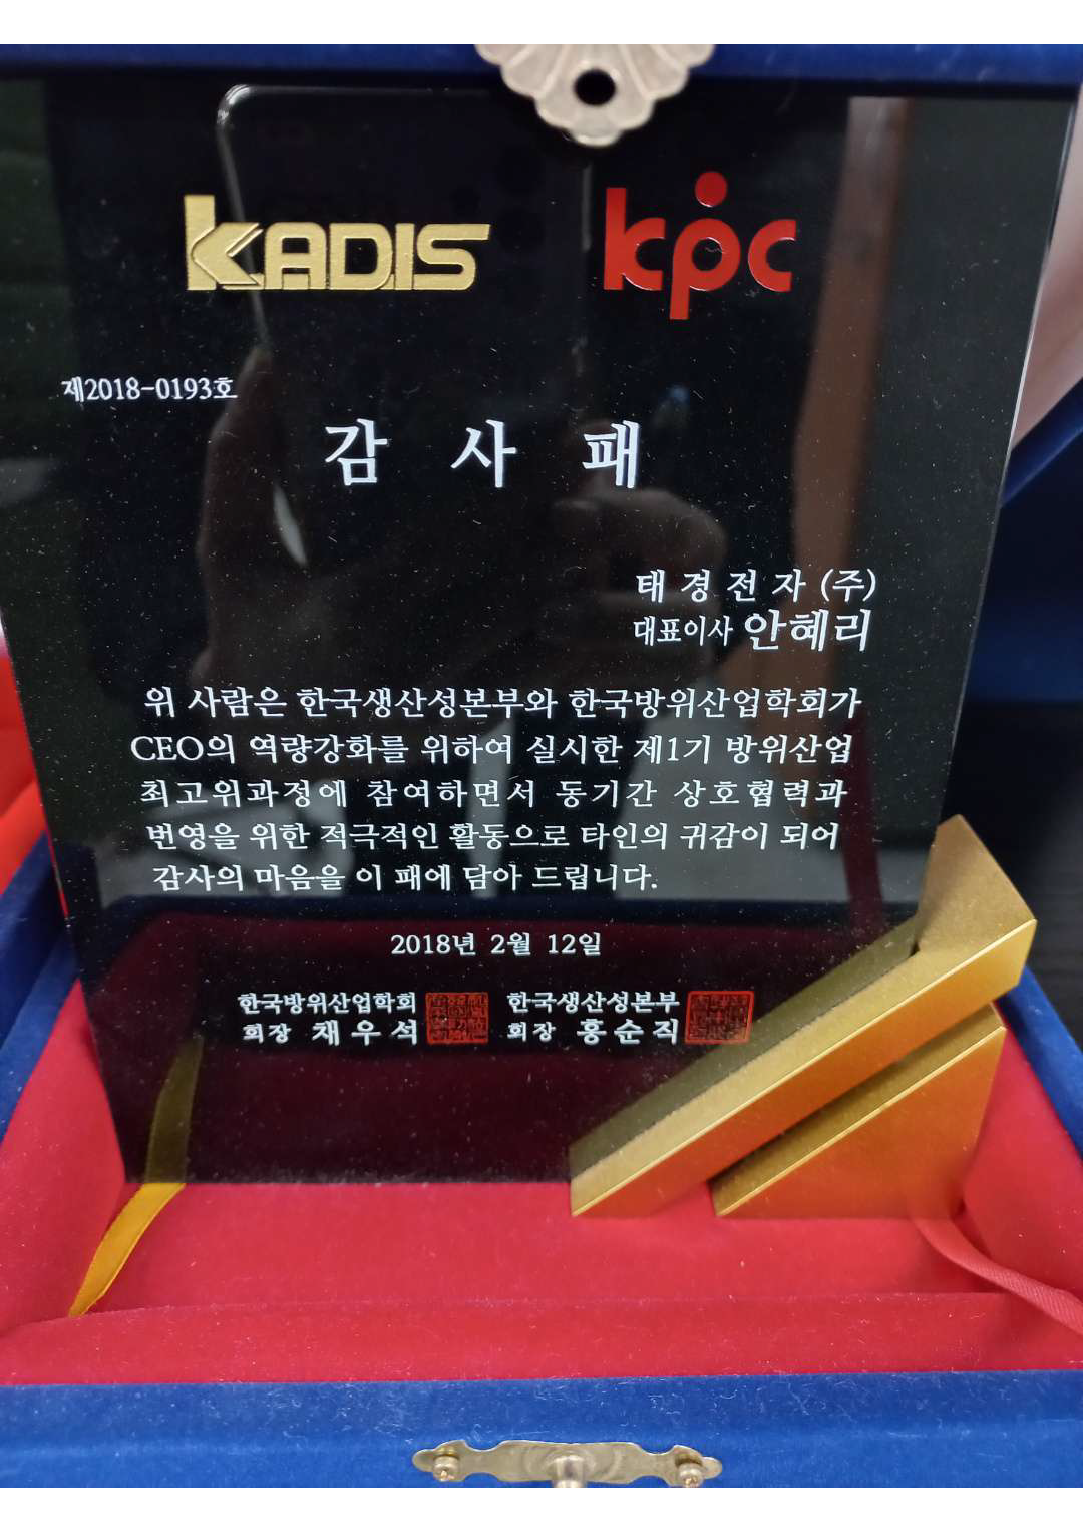 KADIS kpc
제2018-0193호
감 사 패
태 경 전 자 (주)
대표이사 안혜리
위 사람은 한국생산성본부와 한국방위산업학회가
CEO의 역량강화를 위하여 실시한 제1기 방위산업
최고위과정에 참여하면서 동기간 상호협력과
번영을 위한 적극적인 활동으로 타인의 귀감이 되어
감사의 마음을 이 패에 담아 드립니다.
2018년 2월 12일
한국방위산업학회 한국생산성본부
회장 채우석 회장 홍순직